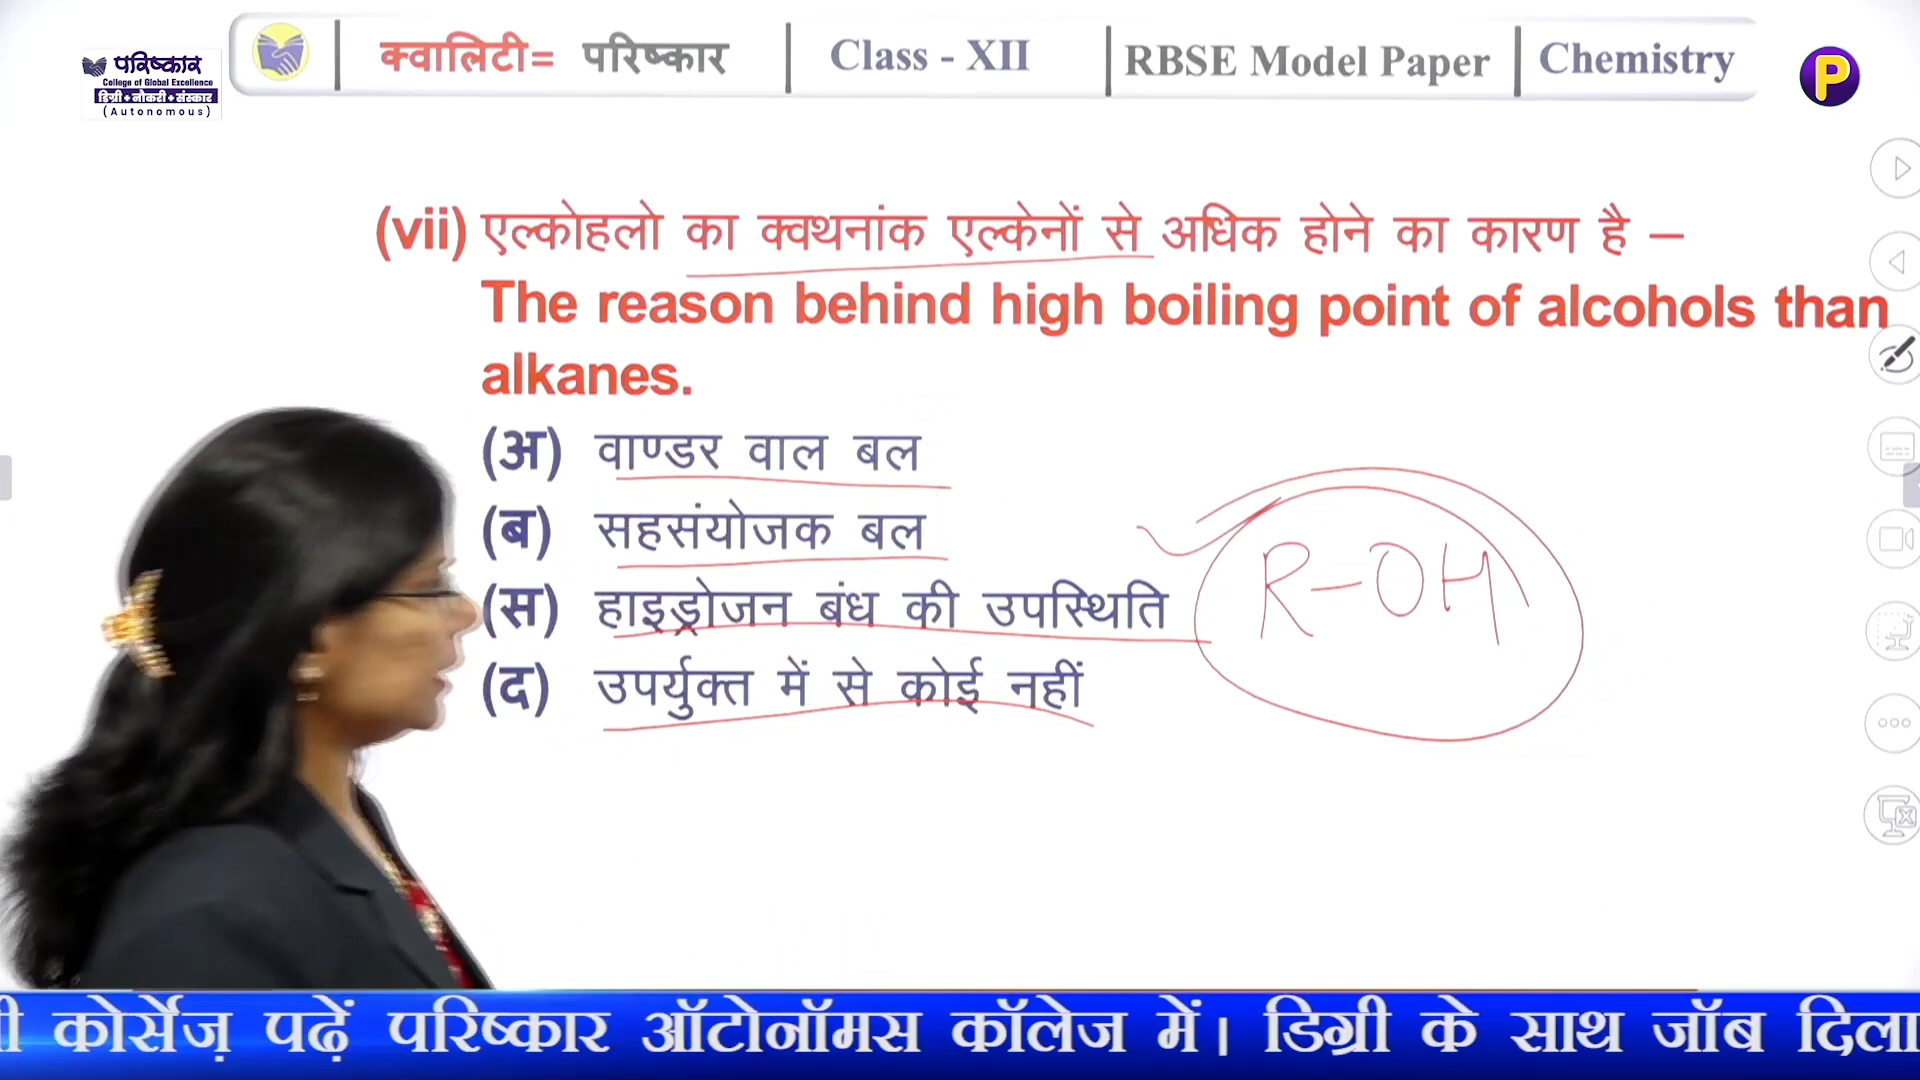 परिष्कार
College of Global Excellence
डिग्री+नौकरी+संस्कार
(Autonomous)
क्वालिटी= परिष्कार
Class - XII
RBSE Model Paper
Chemistry
P
(vii) एल्कोहलो का क्वथनांक एल्केनों से अधिक होने का कारण है –
The reason behind high boiling point of alcohols than
alkanes.
(अ) वाण्डर वाल बल
(ब) सहसंयोजक बल
(स) हाइड्रोजन बंध की उपस्थिति
R-OH
(द) उपर्युक्त में से कोई नहीं
कोर्सेज़ पढ़ें परिष्कार ऑटोनॉमस कॉलेज में। डिग्री के साथ जॉब दिला